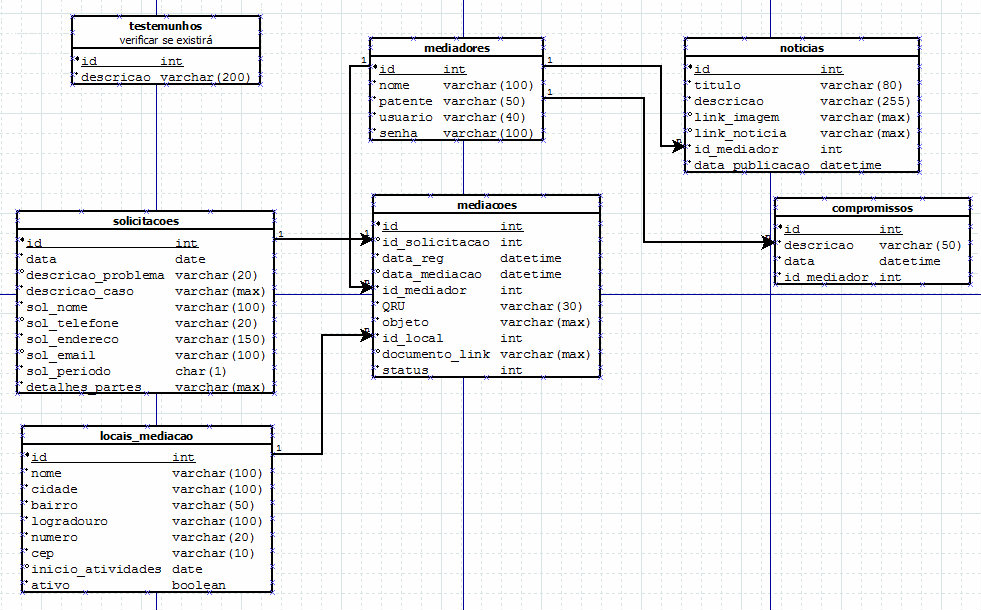 testemunhos
verificar se existirá
id int
descricao varchar(200)
mediadores
id int
nome varchar(100)
patente varchar(50)
usuario varchar(40)
senha varchar(100)
noticias
id int
titulo varchar(80)
descricao varchar(255)
link_imagem varchar(max)
link_noticia varchar(max)
id_mediador int
data_publicacao datetime
solicitacoes
id int
data date
descricao_problema varchar(20)
descricao_caso varchar(max)
sol_nome varchar(100)
sol_telefone varchar(20)
sol_endereco varchar(150)
sol_email varchar(100)
sol_periodo char(1)
detalhes_partes varchar(max)
mediacoes
id int
id_solicitacao int
data_reg datetime
data_mediacao datetime
id_mediador int
QRU varchar(30)
objeto varchar(max)
id_local int
documento_link varchar(max)
status int
compromissos
id int
descricao varchar(50)
data datetime
id_mediador int
locais_mediacao
id int
nome varchar(100)
cidade varchar(100)
bairro varchar(50)
logradouro varchar(100)
numero varchar(20)
cep varchar(10)
inicio_atividades date
ativo boolean
1
1
1
1
1